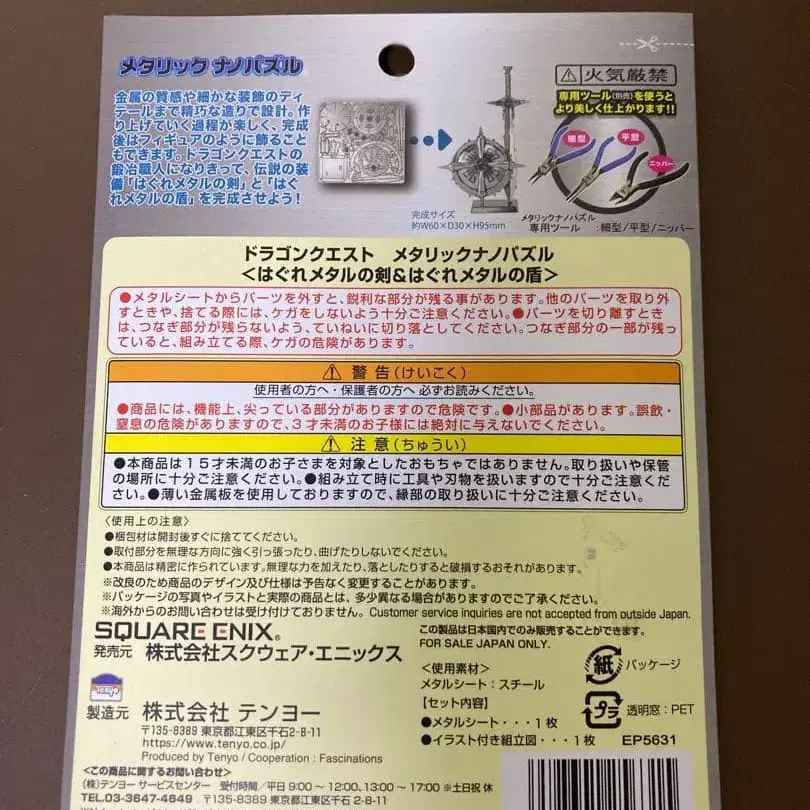 メタリック ナノパズル
金属の質感や細かな装飾のディ
テールまで精巧な造りで設計。作
り上げていく過程が楽しく、完成
後はフィギュアのように飾ること
もできます。ドラゴンクエストの
鍛冶職人になりきって、伝説の装
備「はぐれメタルの剣」と「はぐ
れメタルの盾」を完成させよう!
完成サイズ
約W60×D30×H95mm
火気厳禁
専用ツール(別売)を使うと
より美しく仕上がります!!
細型
平型
ニッパー
メタリックナノパズル
専用ツール :細型/平型/ニッパー
ドラゴンクエスト メタリックナノパズル
<はぐれメタルの剣&はぐれメタルの盾>
●メタルシートからパーツを外すと、鋭利な部分が残る事があります。他のパーツを取り外
すときや、捨てる際には、ケガをしないよう十分ご注意ください。●パーツを切り離すとき
は、つなぎ部分が残らないよう、ていねいに切り落としてください。つなぎ部分の一部が残っ
ていると、組み立てる際、ケガの危険があります。
警告(けいこく)
使用者の方へ・保護者の方へ 必ずお読みください。
●商品には、機能上、尖っている部分がありますので危険です。●小部品があります。誤飲・
窒息の危険がありますので、3才未満のお子様には絶対に与えないでください。
注意(ちゅうい)
●本商品は15才未満のお子さまを対象としたおもちゃではありません。取り扱いや保管
の場所に十分ご注意ください。●組み立て時に工具や刃物を扱いますので十分ご注意くださ
い。●薄い金属板を使用しておりますので、縁部の取り扱いに十分ご注意ください。
〈使用上の注意〉
●梱包材は開封後すぐに捨ててください。
●取付部分を無理な方向に強く引っ張ったり、曲げたりしないでください。
●本商品は精密に作られています。無理な力を加えたり、落としたりすると破損するおそれがあります。
※改良のため商品のデザイン及び仕様は予告なく変更することがあります。
※パッケージの写真やイラストと実際の商品とは、多少異なる場合がありますのでご了承ください。
※海外からのお問い合わせは受け付けておりません。Customer service inquiries are not accepted from outside Japan.
SQUARE ENIX®
発売元 株式会社スクウェア・エニックス
製造元 株式会社 テンヨー
〒135-8389 東京都江東区千石2-8-11
https://www.tenyo.co.jp/
Produced by Tenyo / Cooperation : Fascinations
<この商品に関するお問い合わせ>
(株)テンヨー サービスセンター 受付時間/平日 9:00〜12:00、13:00〜17:00 ※土日祝 休
TEL.03-3647-4649 〒135-8389 東京都江東区千石2-8-11
この製品は日本国内でのみ販売することができます。
FOR SALE JAPAN ONLY.
<使用素材>
メタルシート:スチール
【セット内容】
●メタルシート・・・1枚
●イラスト付き組立図・・・1枚
紙 パッケージ
プラ 透明窓:PET
EP5631